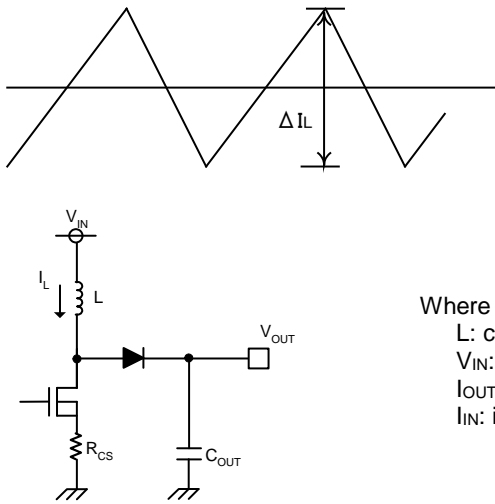 ΔIL
VIN
IL
L
VOUT
RCS
COUT
Where
L: c
VIN:
IOUT
IIN: i